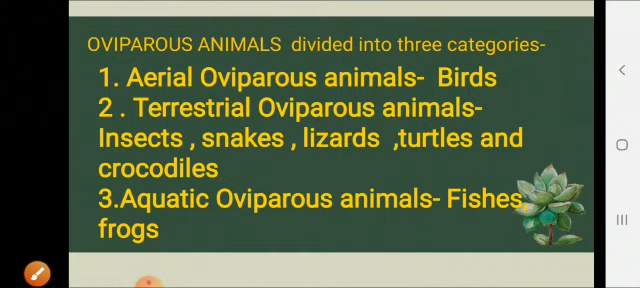 OVIPAROUS ANIMALS  divided into three categories-
1. Aerial Oviparous animals-  Birds
2 . Terrestrial Oviparous animals-
Insects , snakes , lizards  ,turtles and
crocodiles
3.Aquatic Oviparous animals- Fishes,
frogs